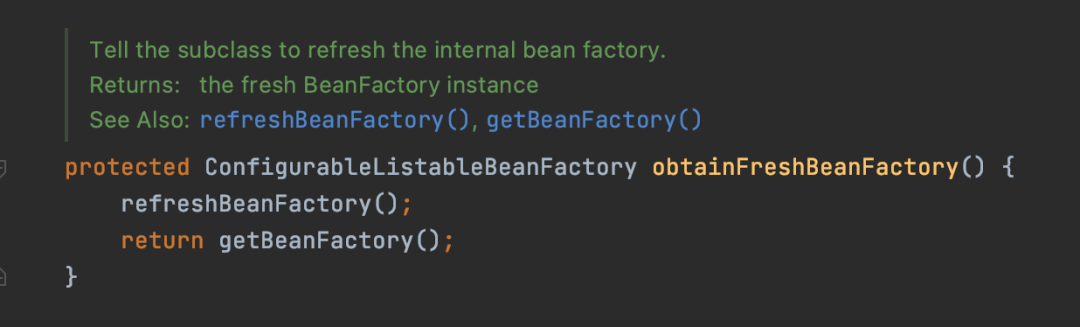 Tell the subclass to refresh the internal bean factory.
Returns: the fresh BeanFactory instance
See Also: refreshBeanFactory(), getBeanFactory()
protected ConfigurableListableBeanFactory obtainFreshBeanFactory() {
    refreshBeanFactory();
    return getBeanFactory();
}